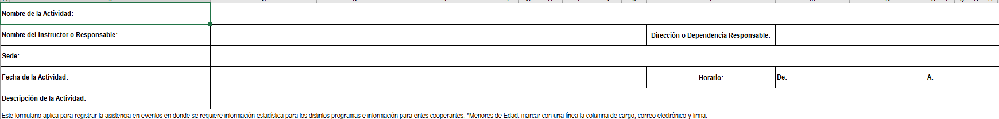 Nombre de la Actividad:
Nombre del Instructor o Responsable:
Dirección o Dependencia Responsable:
Sede:
Fecha de la Actividad:
Horario:
De:
A:
Descripción de la Actividad:
Este formulario aplica para registrar la asistencia en eventos en donde se requiere información estadística para los distintos programas e información para entes cooperantes. *Menores de Edad: marcar con una línea la columna de cargo, correo electrónico y firma.